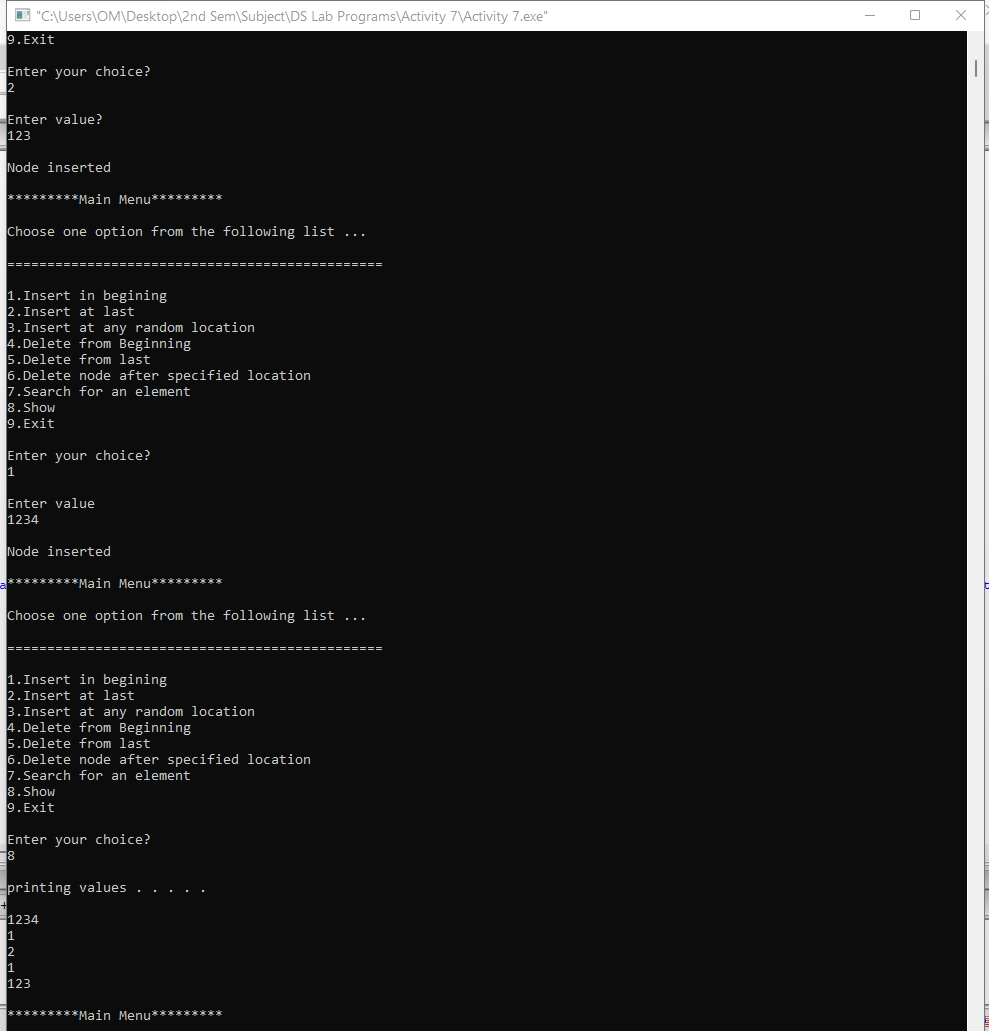 "C:\Users\OM\Desktop\2nd Sem\Subject\DS Lab Programs\Activity 7\Activity 7.exe"
9.Exit
Enter your choice?
2
Enter value?
123
Node inserted
*********Main Menu*********
Choose one option from the following list ...
===============================================
1.Insert in begining
2.Insert at last
3.Insert at any random location
4.Delete from Beginning
5.Delete from last
6.Delete node after specified location
7.Search for an element
8.Show
9.Exit
Enter your choice?
1
Enter value
1234
Node inserted
*********Main Menu*********
Choose one option from the following list ...
===============================================
1.Insert in begining
2.Insert at last
3.Insert at any random location
4.Delete from Beginning
5.Delete from last
6.Delete node after specified location
7.Search for an element
8.Show
9.Exit
Enter your choice?
8
printing values . . . . .
1234
1
2
1
123
*********Main Menu*********